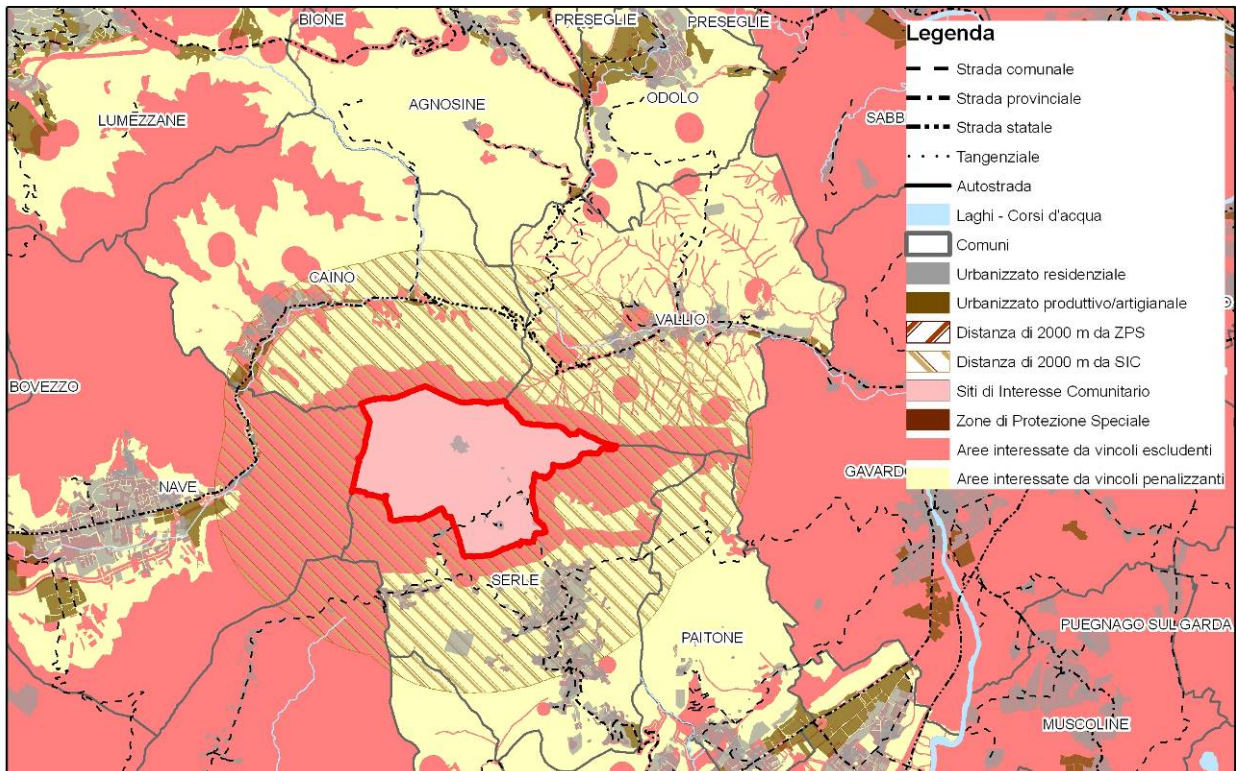 BIONE
PRESEGLIE
PRESEGLIE
AGNOSINE
ODOLO
LUMEZZANE
SABB
CAINO
VALLIO
BOVEZZO
GAVARDO
NAVE
SERLE
PAITONE
PUEGNAGO SUL GARDA
MUSCOLINE
Legenda
Strada comunale
Strada provinciale
Strada statale
Tangenziale
Autostrada
Laghi - Corsi d'acqua
Comuni
Urbanizzato residenziale
Urbanizzato produttivo/artigianale
Distanza di 2000 m da ZPS
Distanza di 2000 m da SIC
Siti di Interesse Comunitario
Zone di Protezione Speciale
Aree interessate da vincoli escludenti
Aree interessate da vincoli penalizzanti